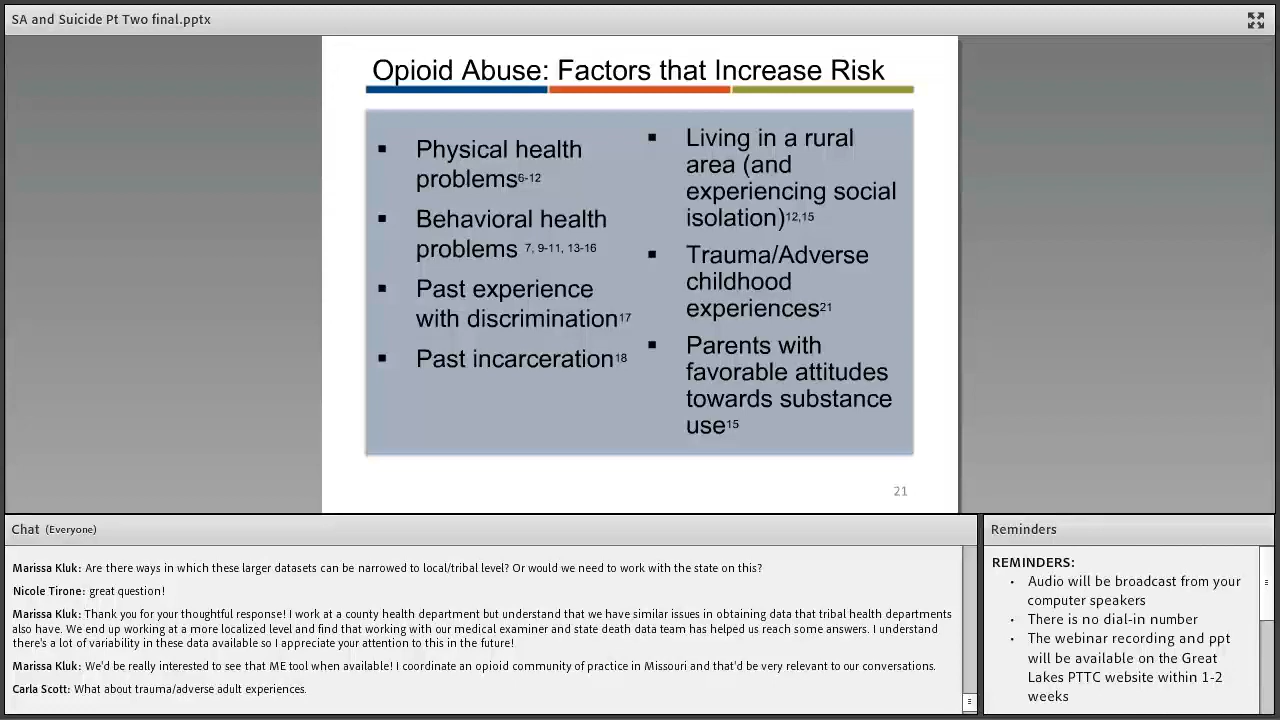 SA and Suicide Pt Two final.pptx
Opioid Abuse: Factors that Increase Risk
▪ Physical health
problems6-12
▪ Behavioral health
problems 7, 9-11, 13-16
▪ Past experience
with discrimination17
▪ Past incarceration18
▪ Living in a rural
area (and
experiencing social
isolation)12,15
▪ Trauma/Adverse
childhood
experiences21
▪ Parents with
favorable attitudes
towards substance
use15
21
Chat (Everyone)
Marissa Kluk: Are there ways in which these larger datasets can be narrowed to local/tribal level? Or would we need to work with the state on this?
Nicole Tirone: great question!
Marissa Kluk: Thank you for your thoughtful response! I work at a county health department but understand that we have similar issues in obtaining data that tribal health departments
also have. We end up working at a more localized level and find that working with our medical examiner and state death data team has helped us reach some answers. I understand
there's a lot of variability in these data available so I appreciate your attention to this in the future!
Marissa Kluk: We'd be really interested to see that ME tool when available! I coordinate an opioid community of practice in Missouri and that'd be very relevant to our conversations.
Carla Scott: What about trauma/adverse adult experiences.
Reminders
REMINDERS:
• Audio will be broadcast from your
computer speakers
• There is no dial-in number
• The webinar recording and ppt
will be available on the Great
Lakes PTTC website within 1-2
weeks